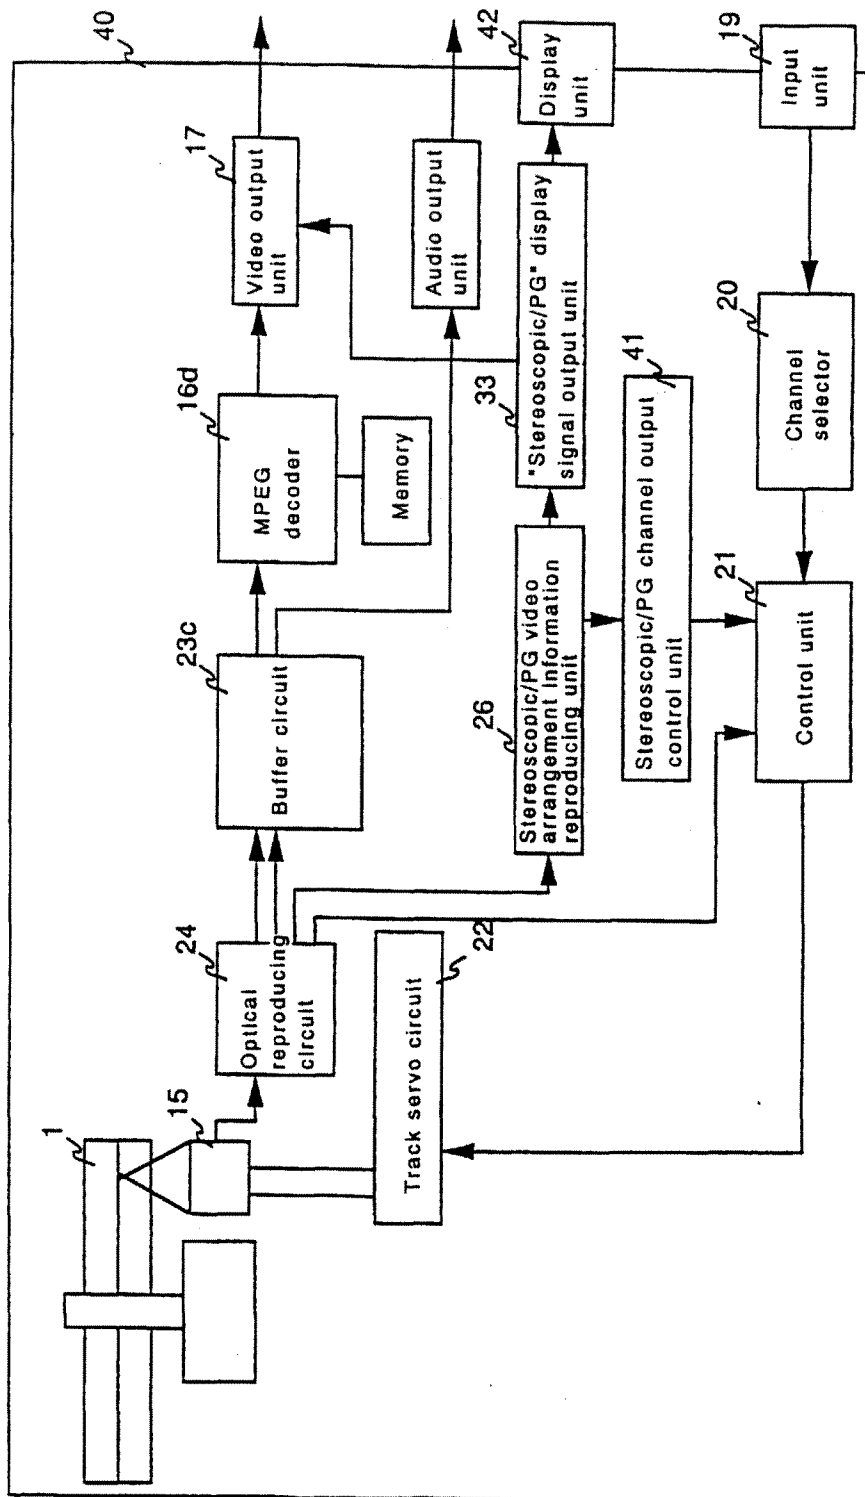 40
17
Video output
unit
Audio output
unit
42
Display
unit
19
Input
unit
16d
MPEG
decoder
Memory
33
"Stereoscopic/PG" display
signal output unit
20
Channel
selector
23c
Buffer circuit
26
Stereoscopic/PG video
arrangement Information
reproducing unit
41
Stereoscopic/PG channel output
control unit
21
Control unit
24
Optical
reproducing
circuit
22
Track servo circuit
1
15